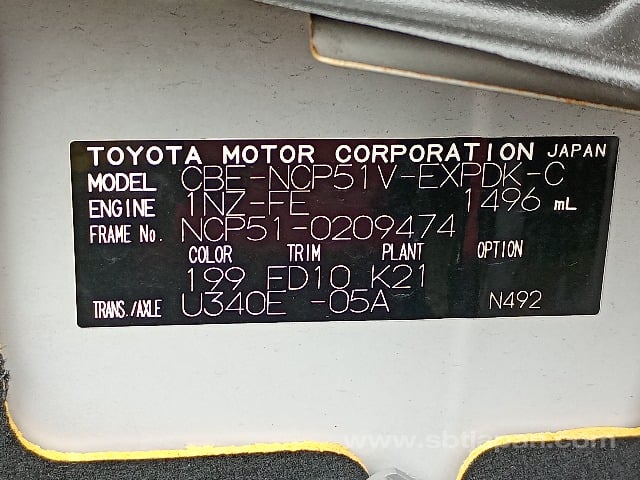 TOYOTA MOTOR CORPORATION JAPAN
MODEL CBE-NCP51V-EXPDK-C
ENGINE 1NZ-FE 1496 mL
FRAME No. NCP51-0209474
COLOR TRIM PLANT OPTION
199 FD10 K21
TRANS./AXLE U340E -05A N492
www.sbtjapan.com